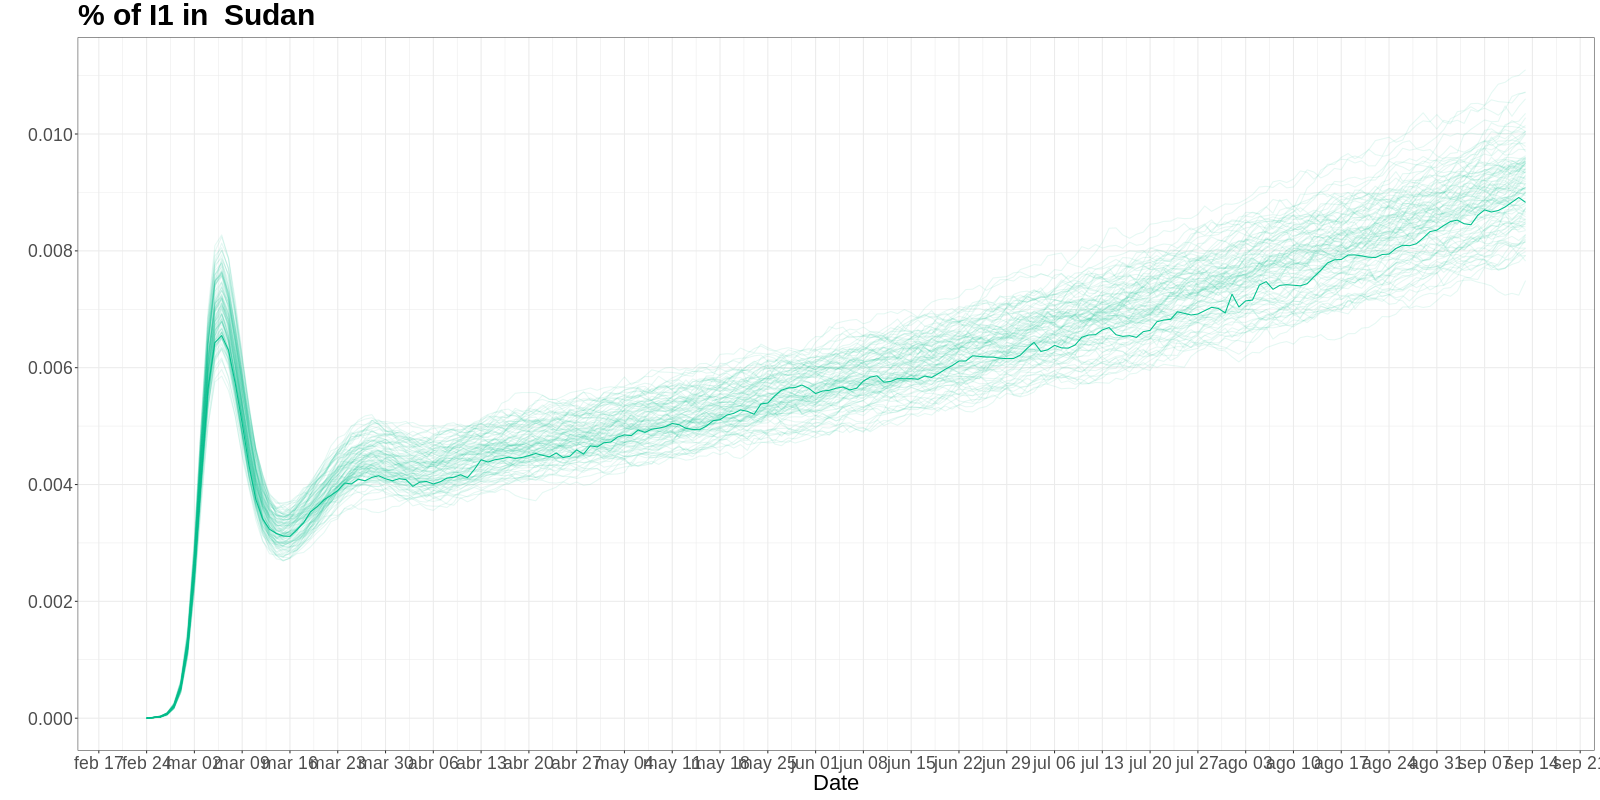 % of I1 in  Sudan
0.010
0.008
0.006
0.004
0.002
0.000
feb 17 feb 24 mar 02 mar 09 mar 16 mar 23 mar 30 abr 06 abr 13 abr 20 abr 27 may 04 may 11 may 18 may 25 jun 01 jun 08 jun 15 jun 22 jun 29 jul 06 jul 13 jul 20 jul 27 ago 03 ago 10 ago 17 ago 24 ago 31 sep 07 sep 14 sep 21
Date